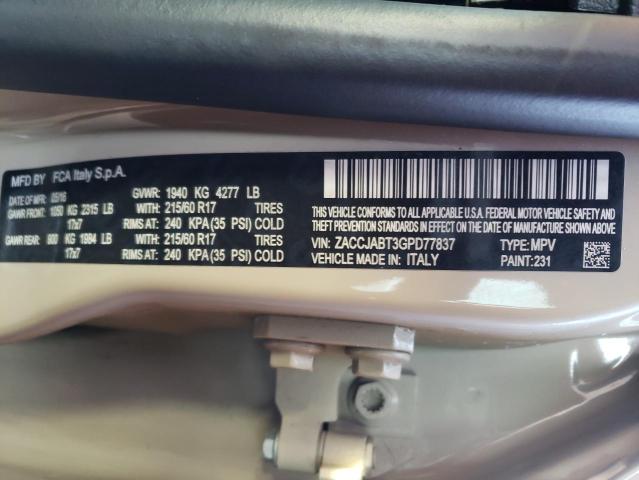 MFD BY FCA Italy S.p.A.
DATE OF MFR. 05/16 GVWR: 1940 KG 4277 LB
GAWR FRONT: 1050 KG 2315 LB WITH: 215/60 R17 TIRES
17x7 RIMS AT: 240 KPA (35 PSI) COLD
GAWR REAR: 900 KG 1984 LB WITH: 215/60 R17 TIRES
17x7 RIMS AT: 240 KPA (35 PSI) COLD
THIS VEHICLE CONFORMS TO ALL APPLICABLE U.S.A. FEDERAL MOTOR VEHICLE SAFETY AND
THEFT PREVENTION STANDARDS IN EFFECT ON THE DATE OF MANUFACTURE SHOWN ABOVE
VIN: ZACCJABT3GPD77837 TYPE: MPV
VEHICLE MADE IN: ITALY PAINT: 231